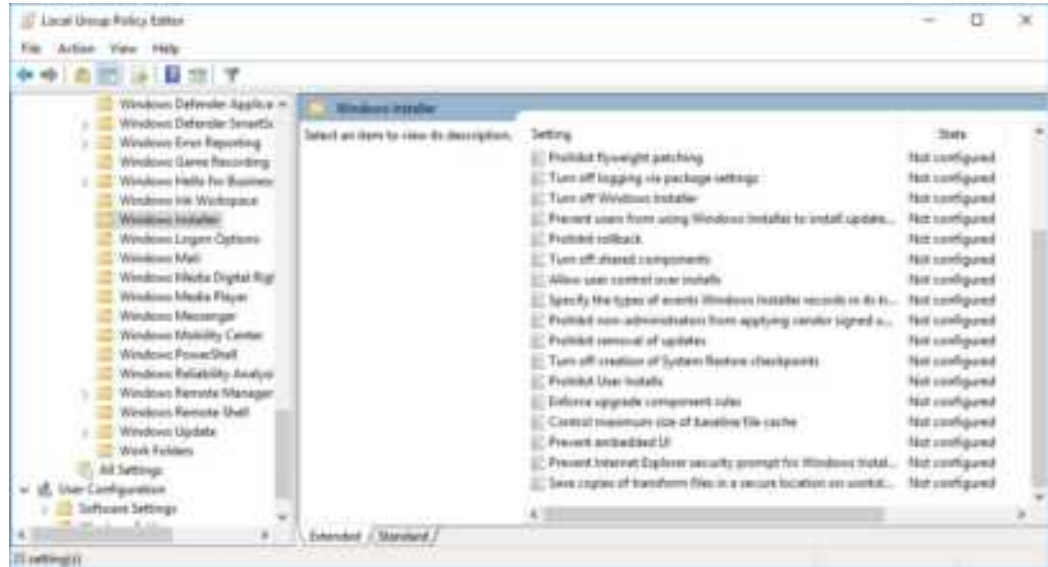 Local Group Policy Editor
File Action View Help
Windows Defender Applica
Windows Defender SmartSc
Windows Error Reporting
Windows Game Recording
Windows Hello for Business
Windows Ink Workspace
Windows Installer
Windows Logon Options
Windows Mail
Windows Media Digital Rig
Windows Media Player
Windows Messenger
Windows Mobility Center
Windows PowerShell
Windows Reliability Analysi
Windows Remote Manager
Windows Remote Shell
Windows Update
Work Folders
All Settings
User Configuration
Software Settings
Windows Installer
Select an item to view its description.
Setting State
Prohibit flyweight patching Not configured
Turn off logging via package settings Not configured
Turn off Windows Installer Not configured
Prevent users from using Windows Installer to install update... Not configured
Prohibit rollback Not configured
Turn off shared components Not configured
Allow user control over installs Not configured
Specify the types of events Windows Installer records in its tr... Not configured
Prohibit non-administrators from applying vendor signed u... Not configured
Prohibit removal of updates Not configured
Turn off creation of System Restore checkpoints Not configured
Prohibit User Installs Not configured
Enforce upgrade component rules Not configured
Control maximum size of baseline file cache Not configured
Prevent embedded UI Not configured
Prevent Internet Explorer security prompt for Windows Instal... Not configured
Save copies of transform files in a secure location on workst... Not configured
Extended Standard
setting(s)